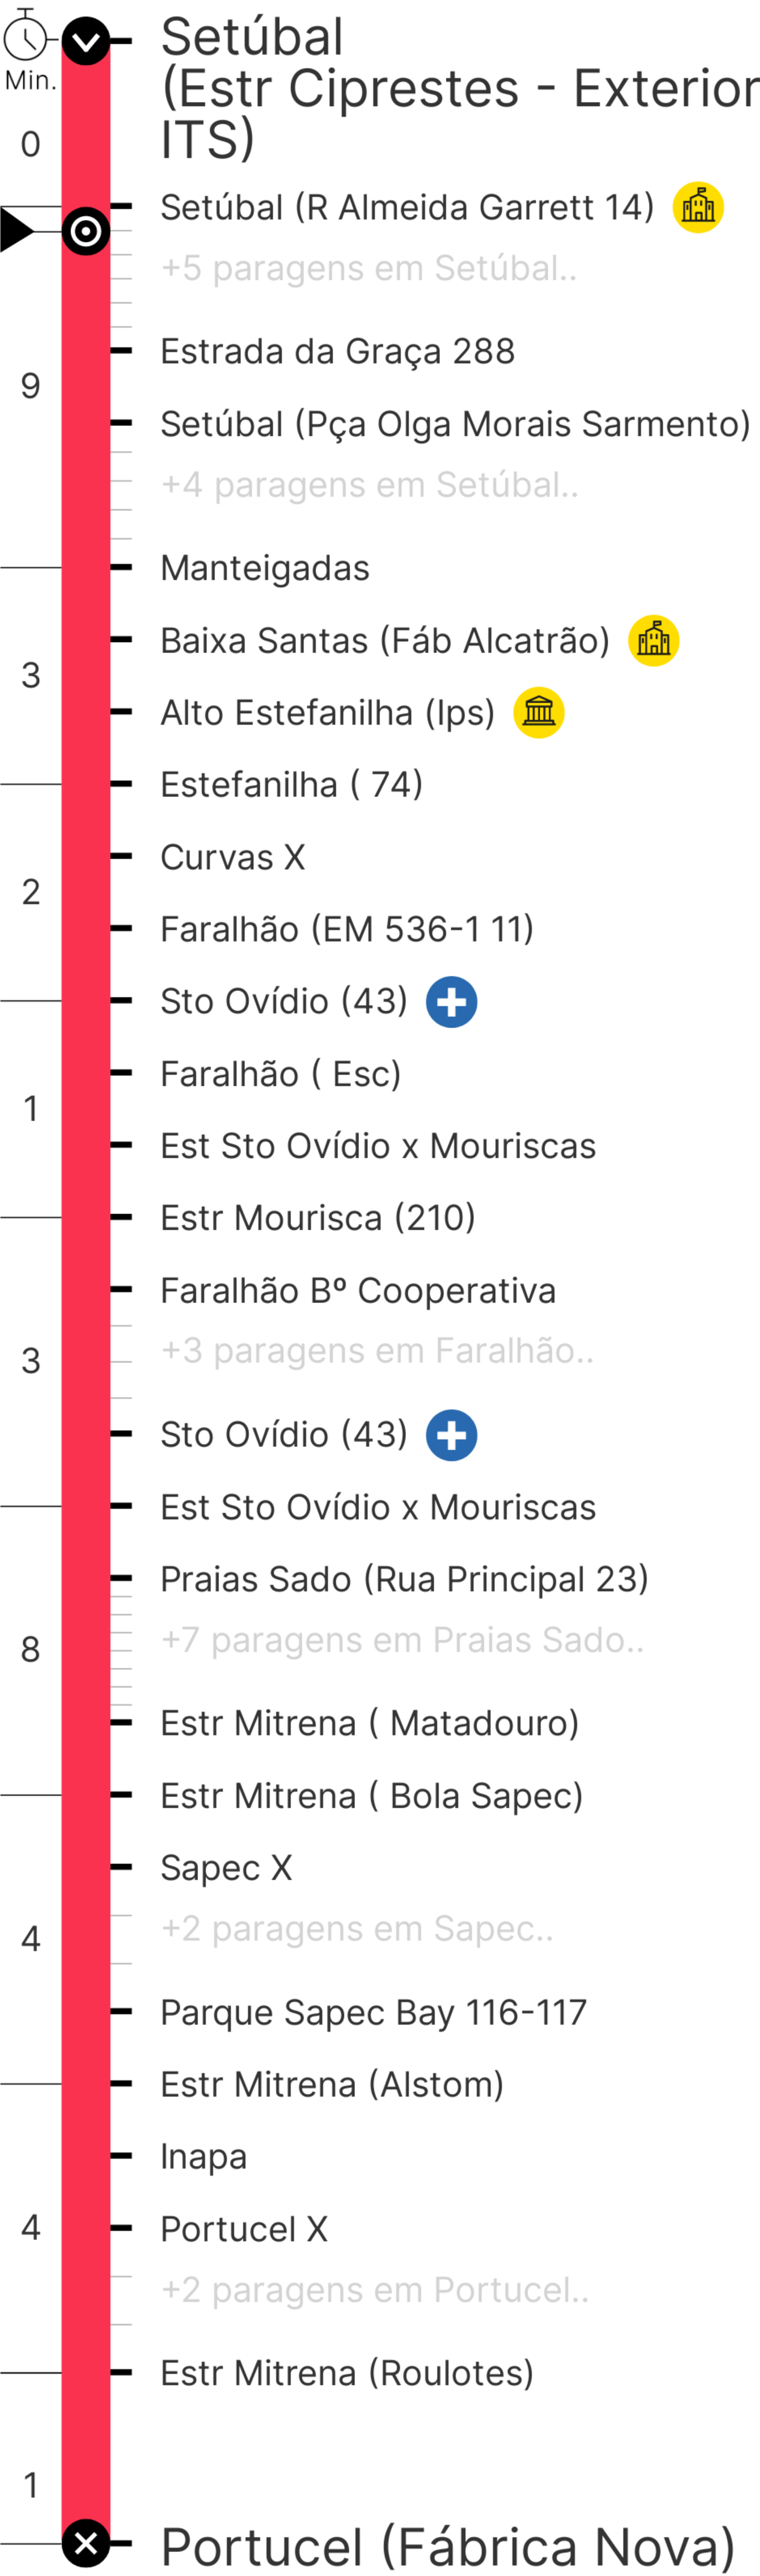 Min.
Setúbal
(Estr Ciprestes - Exterior
ITS)
0
Setúbal (R Almeida Garrett 14)
+5 paragens em Setúbal..
Estrada da Graça 288
9
Setúbal (Pça Olga Morais Sarmento)
+4 paragens em Setúbal..
Manteigadas
Baixa Santas (Fáb Alcatrão)
3
Alto Estefanilha (Ips)
Estefanilha ( 74)
Curvas X
2
Faralhão (EM 536-1 11)
Sto Ovídio (43)
Faralhão ( Esc)
1
Est Sto Ovídio x Mouriscas
Estr Mourisca (210)
Faralhão Bº Cooperativa
+3 paragens em Faralhão..
3
Sto Ovídio (43)
Est Sto Ovídio x Mouriscas
Praias Sado (Rua Principal 23)
+7 paragens em Praias Sado..
8
Estr Mitrena ( Matadouro)
Estr Mitrena ( Bola Sapec)
Sapec X
+2 paragens em Sapec..
4
Parque Sapec Bay 116-117
Estr Mitrena (Alstom)
Inapa
4
Portucel X
+2 paragens em Portucel..
Estr Mitrena (Roulotes)
1
Portucel (Fábrica Nova)